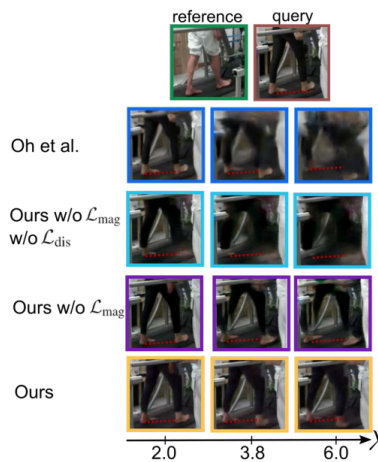 reference query
Oh et al.
Ours w/o ℒmag
w/o ℒdis
Ours w/o ℒmag
Ours
2.0 3.8 6.0